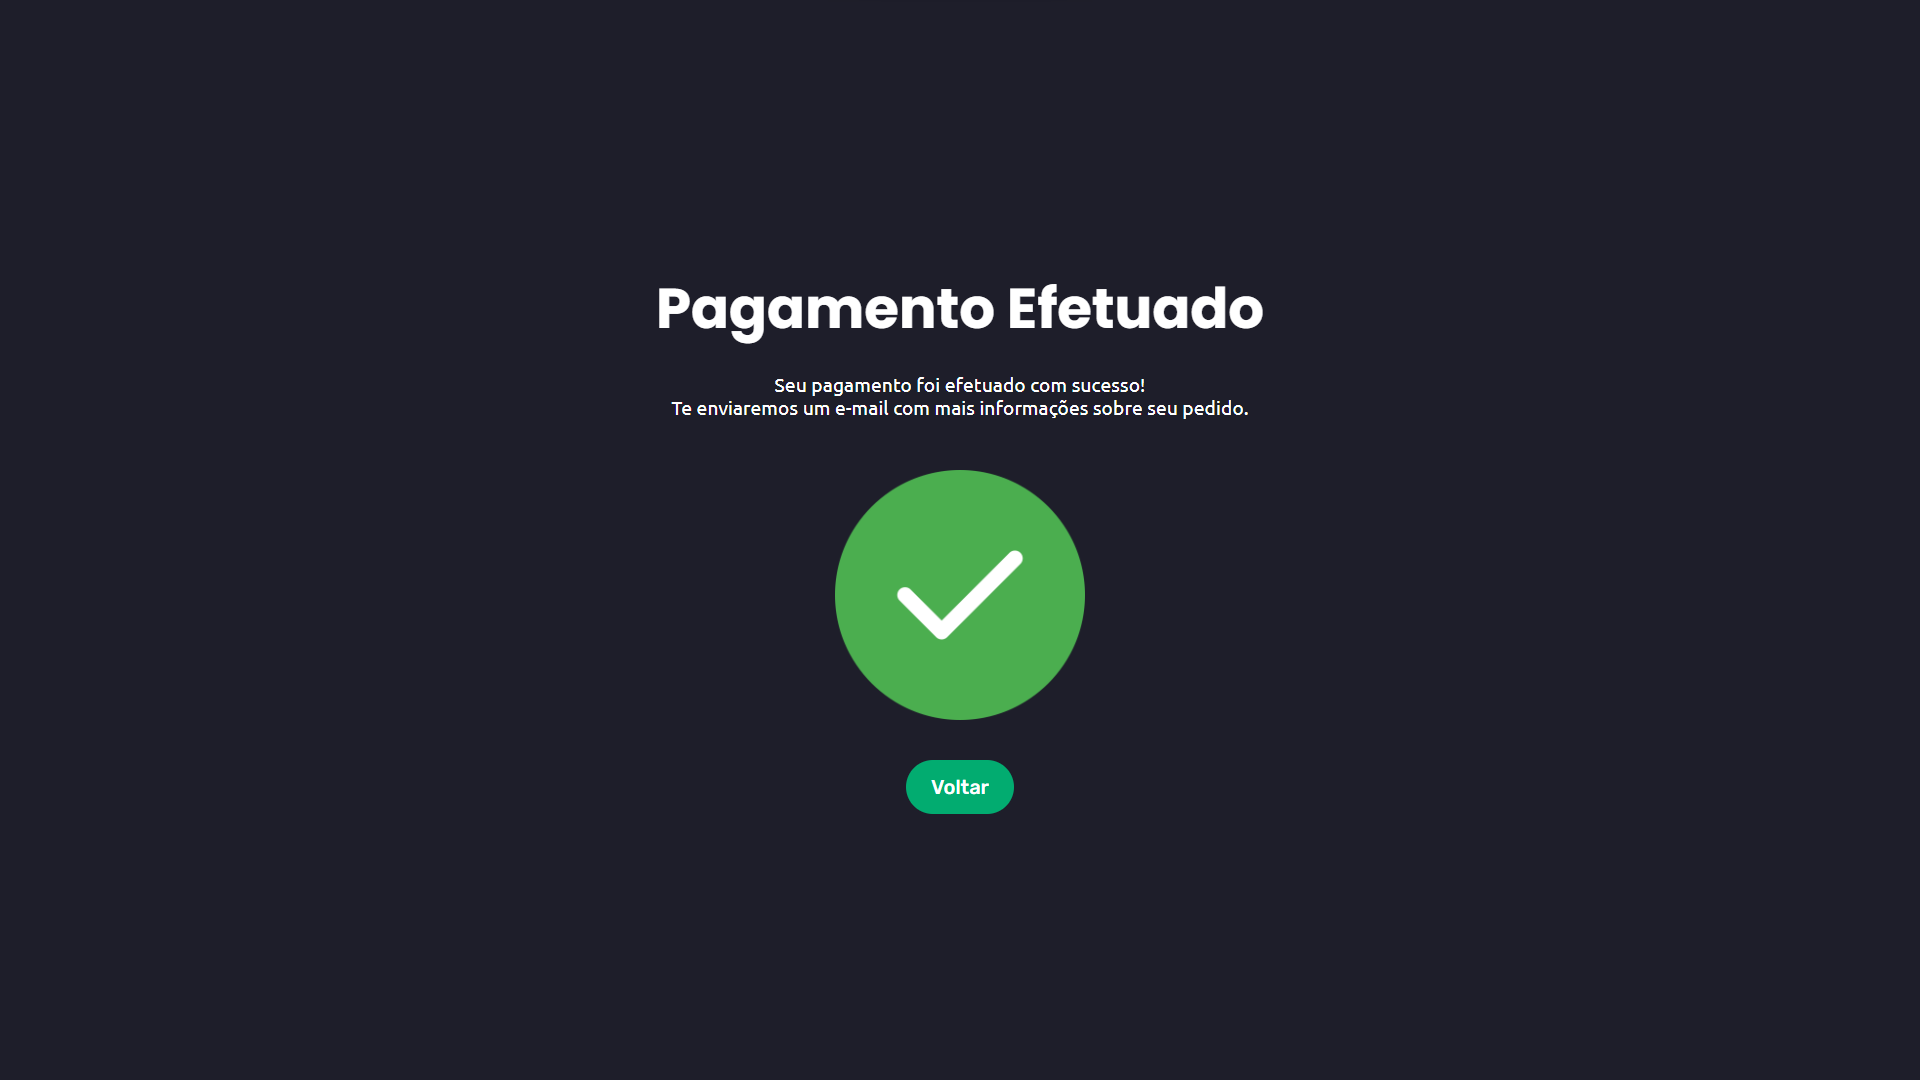 Pagamento Efetuado
Seu pagamento foi efetuado com sucesso!
Te enviaremos um e-mail com mais informações sobre seu pedido.
Voltar